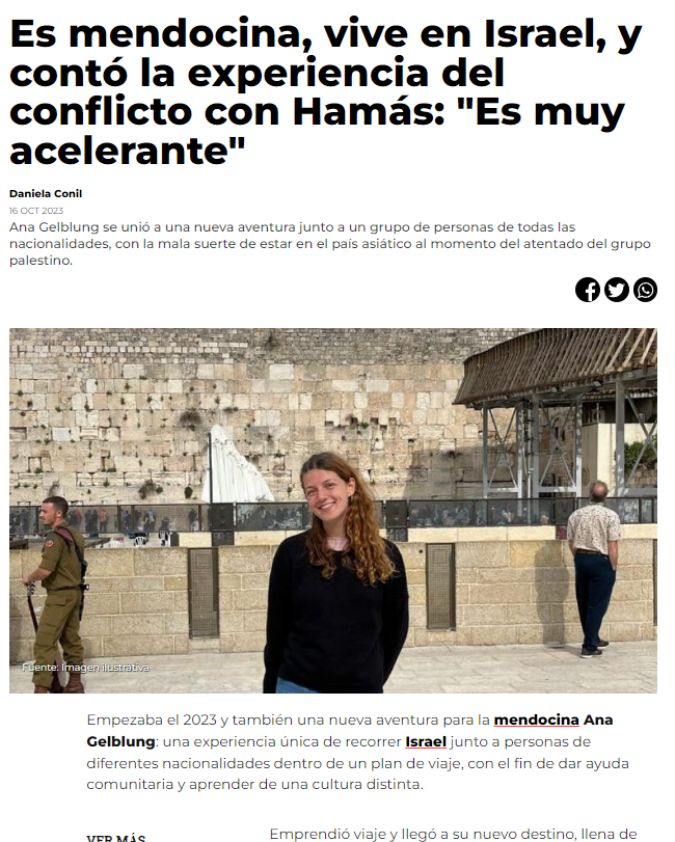 Es mendocina, vive en Israel, y
contó la experiencia del
conflicto con Hamás: "Es muy
acelerante"
Daniela Conil
16 OCT 2023
Ana Gelblung se unió a una nueva aventura junto a un grupo de personas de todas las
nacionalidades, con la mala suerte de estar en el país asiático al momento del atentado del grupo
palestino.
Fuente: Imagen ilustrativa
Empezaba el 2023 y también una nueva aventura para la mendocina Ana
Gelblung: una experiencia única de recorrer Israel junto a personas de
diferentes nacionalidades dentro de un plan de viaje, con el fin de dar ayuda
comunitaria y aprender de una cultura distinta.
VER MÁS
Emprendió viaje y llegó a su nuevo destino, llena de